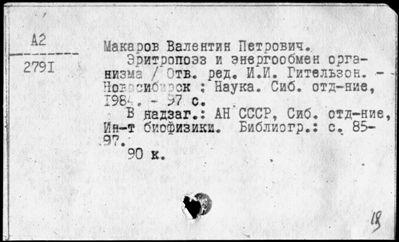 А2
2791
Макаров Валентин Петрович.
Эритропоэз и энергообмен орга-
низма / Отв. ред. И.И. Гительзон. -
Новосибирск : Наука. Сиб. отд-ние,
- 97 с.
В надзаг.: АН СССР, Сиб. отд-ние,
Ин-т биофизики. Библиогр.: с. 85-
97.
90 к.